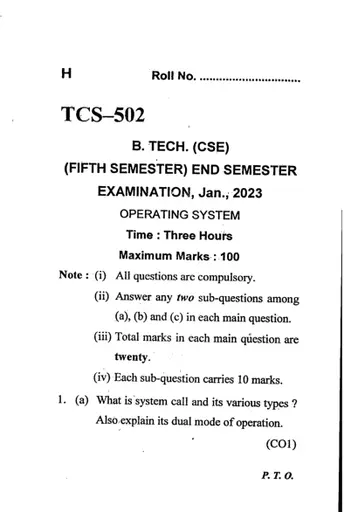 H Roll No. ...............................
TCS–502
B. TECH. (CSE)
(FIFTH SEMESTER) END SEMESTER
EXAMINATION, Jan., 2023
OPERATING SYSTEM
Time : Three Hours
Maximum Marks : 100
Note : (i) All questions are compulsory.
(ii) Answer any two sub-questions among
(a), (b) and (c) in each main question.
(iii) Total marks in each main question are
twenty.
(iv) Each sub-question carries 10 marks.
1. (a) What is system call and its various types ?
Also explain its dual mode of operation.
(CO1)
P. T. O.